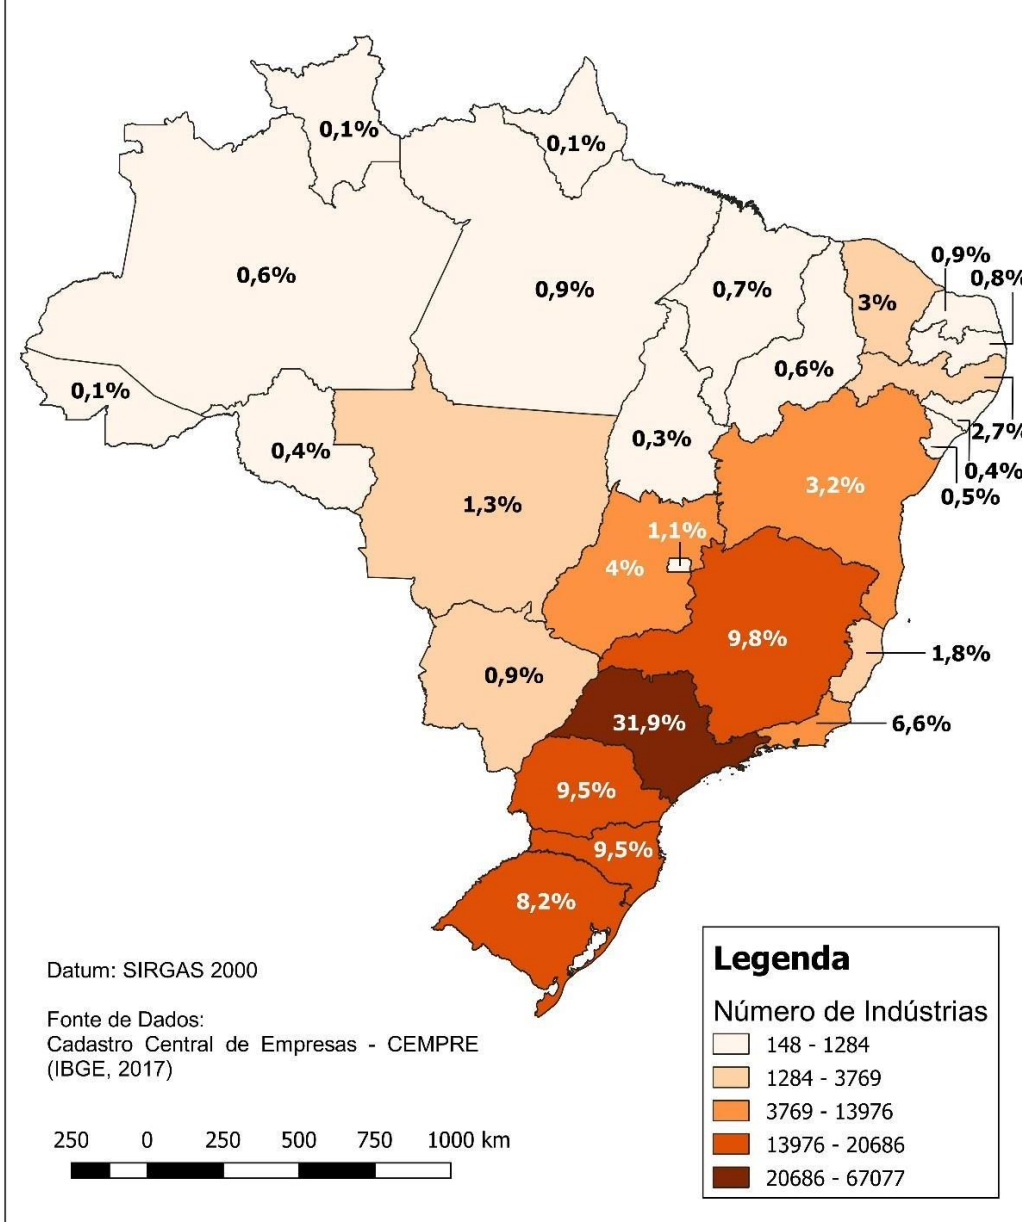 0,1%
0,1%
0,6%
0,9%
0,7%
3%
0,9%
0,8%
0,1%
0,4%
0,3%
0,6%
2,7%
0,4%
0,5%
1,3%
3,2%
1,1%
4%
9,8%
1,8%
0,9%
31,9%
6,6%
9,5%
9,5%
8,2%
Datum: SIRGAS 2000
Fonte de Dados:
Cadastro Central de Empresas - CEMPRE
(IBGE, 2017)
250 0 250 500 750 1000 km
Legenda
Número de Indústrias
148 - 1284
1284 - 3769
3769 - 13976
13976 - 20686
20686 - 67077